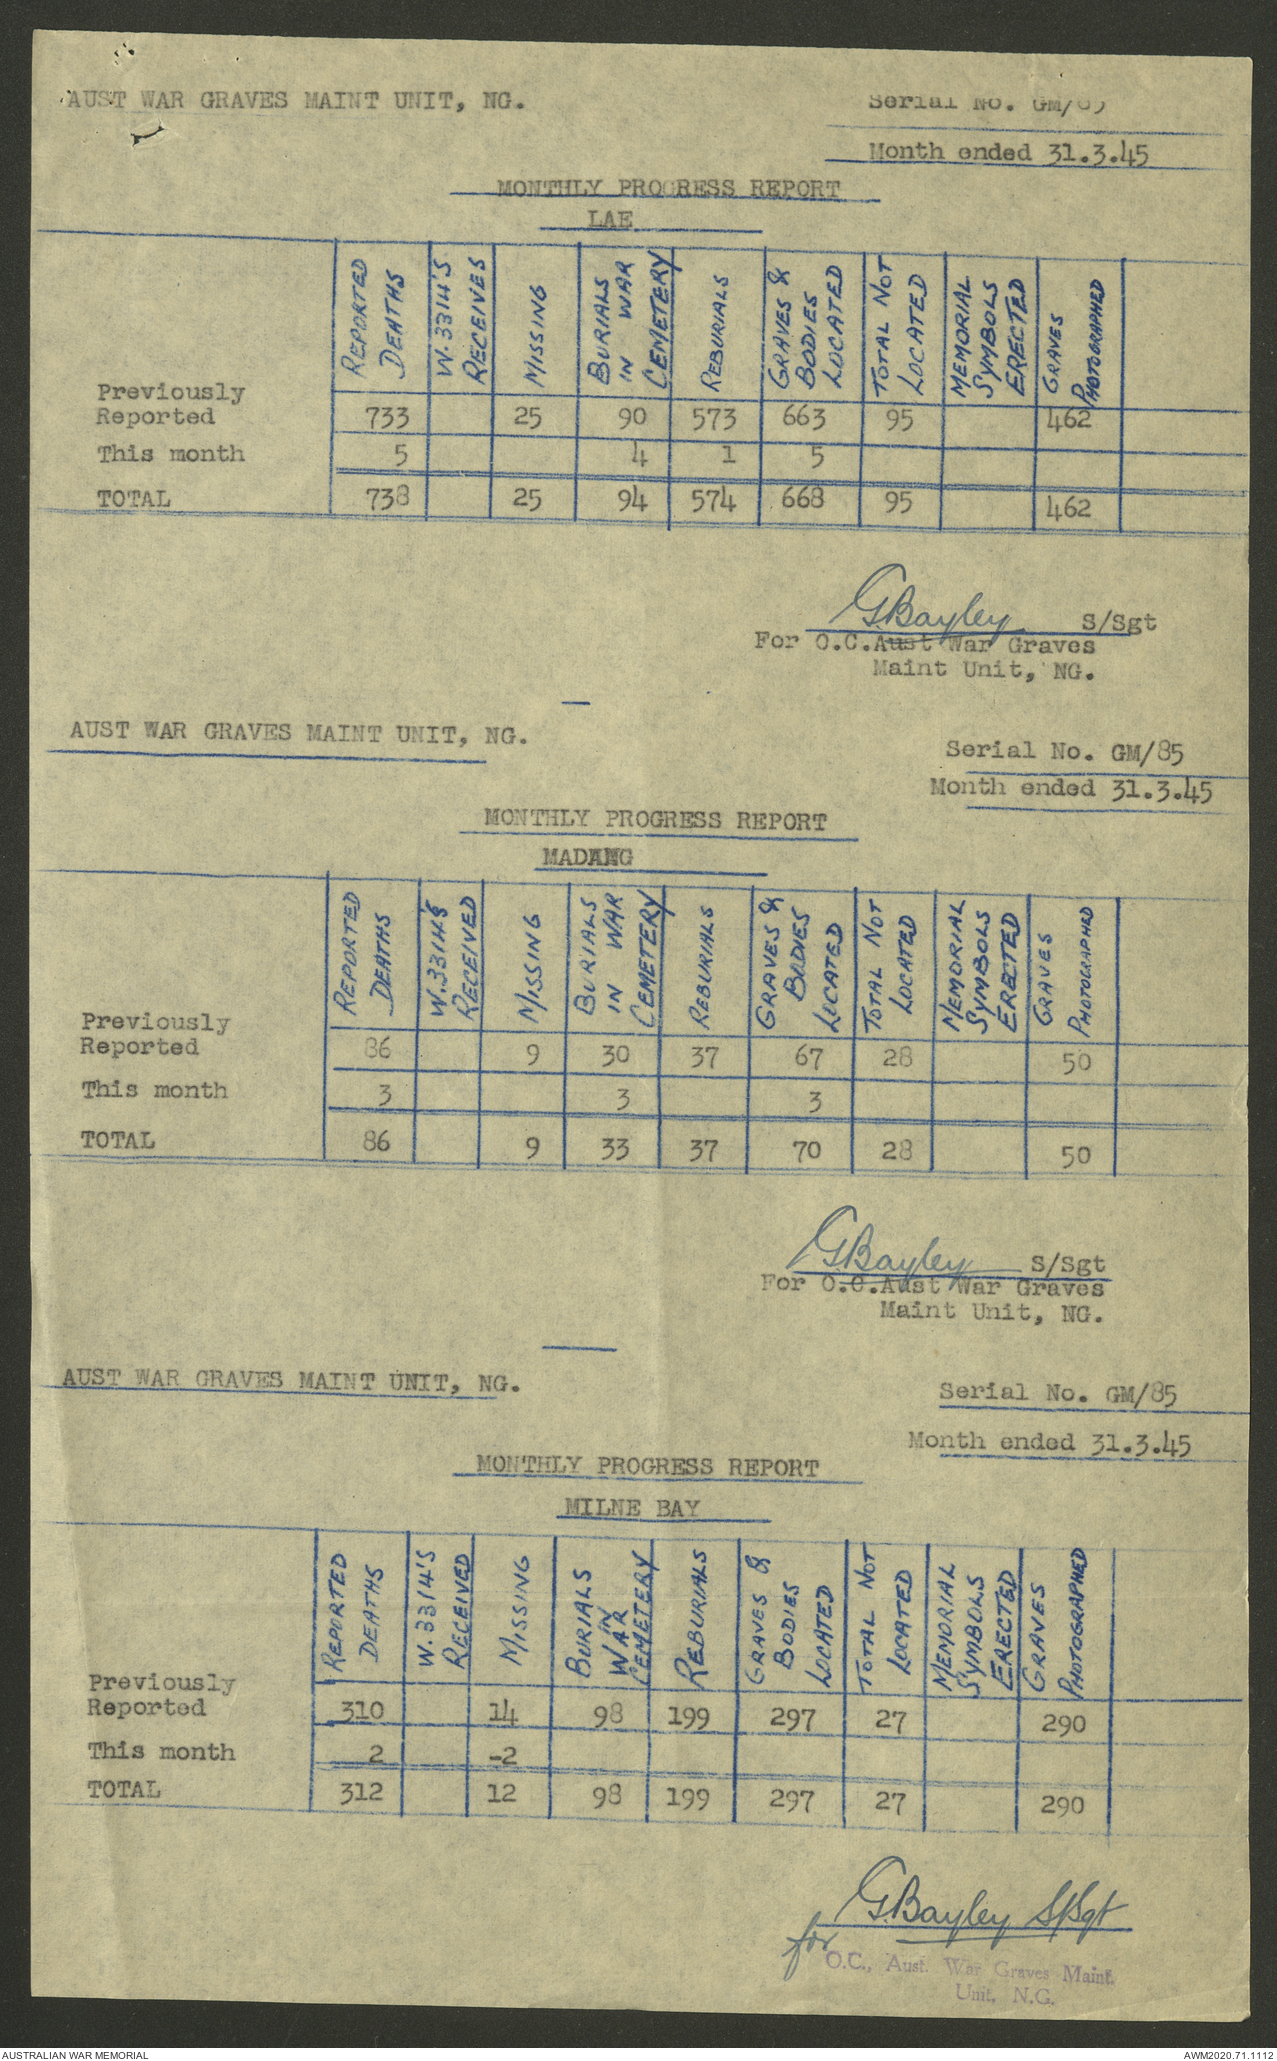 AUST WAR GRAVES MAINT UNIT, NG.
Serial No. GM/85
Month ended 31.3.45
MONTHLY PROGRESS REPORT
LAE
REPORTED DEATHS W.3314'S RECEIVES MISSING BURIALS IN WAR CEMETERY REBURIALS GRAVES & BODIES LOCATED TOTAL NOT LOCATED MEMORIAL SYMBOLS ERECTED GRAVES PHOTOGRAPHED
Previously
Reported 733 25 90 573 663 95 462
This month 5 4 1 5
TOTAL 738 25 94 574 668 95 462
GBayley S/Sgt
For O.C.Aust War Graves
Maint Unit, NG.
AUST WAR GRAVES MAINT UNIT, NG.
Serial No. GM/85
Month ended 31.3.45
MONTHLY PROGRESS REPORT
MADANG
REPORTED DEATHS W.3314'S RECEIVED MISSING BURIALS IN WAR CEMETERY REBURIALS GRAVES & BODIES LOCATED TOTAL NOT LOCATED MEMORIAL SYMBOLS ERECTED GRAVES PHOTOGRAPHED
Previously
Reported 86 9 30 37 67 28 50
This month 3 3 3
TOTAL 86 9 33 37 70 28 50
GBayley S/Sgt
For O.C.Aust War Graves
Maint Unit, NG.
AUST WAR GRAVES MAINT UNIT, NG.
Serial No. GM/85
Month ended 31.3.45
MONTHLY PROGRESS REPORT
MILNE BAY
REPORTED DEATHS W.3314'S RECEIVED MISSING BURIALS IN WAR CEMETERY REBURIALS GRAVES & BODIES LOCATED TOTAL NOT LOCATED MEMORIAL SYMBOLS ERECTED GRAVES PHOTOGRAPHED
Previously
Reported 310 14 98 199 297 27 290
This month 2 -2
TOTAL 312 12 98 199 297 27 290
GBayley S/Sgt
for O.C., Aust. War Graves Maint.
Unit, N.G.
AUSTRALIAN WAR MEMORIAL
AWM2020.71.1112